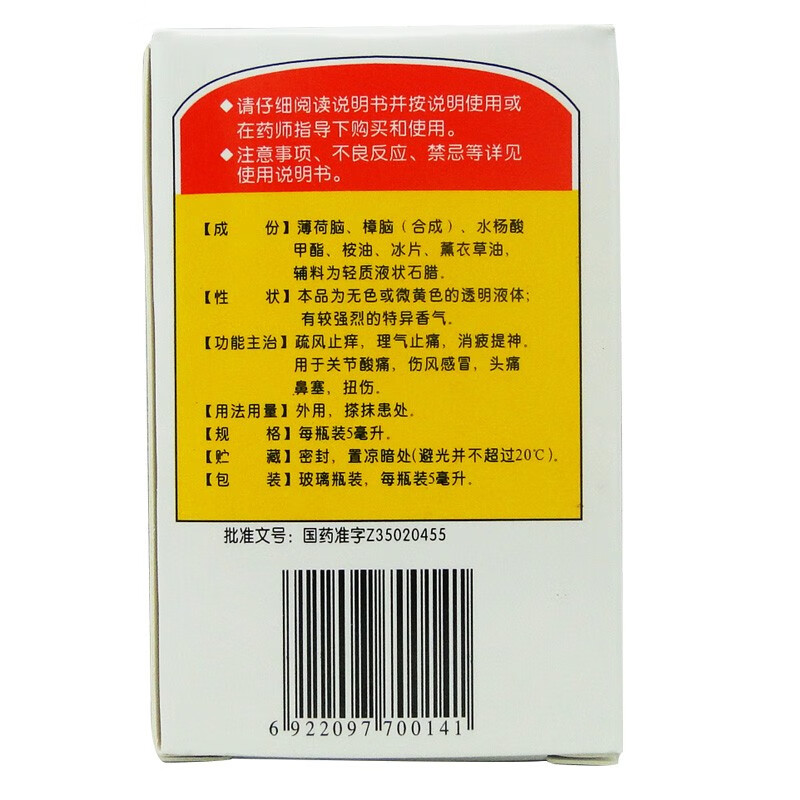 ◆请仔细阅读说明书并按说明使用或
在药师指导下购买和使用。
◆注意事项、不良反应、禁忌等详见
使用说明书。
【成 份】薄荷脑、樟脑(合成)、水杨酸
甲酯、桉油、冰片、薰衣草油,
辅料为轻质液状石腊。
【性 状】本品为无色或微黄色的透明液体;
有较强烈的特异香气。
【功能主治】疏风止痒,理气止痛,消疲提神。
用于关节酸痛,伤风感冒,头痛
鼻塞,扭伤。
【用法用量】外用,搽抹患处。
【规 格】每瓶装5毫升。
【贮 藏】密封,置凉暗处(避光并不超过20℃)。
【包 装】玻璃瓶装,每瓶装5毫升。
批准文号:国药准字Z35020455
6 922097 700141